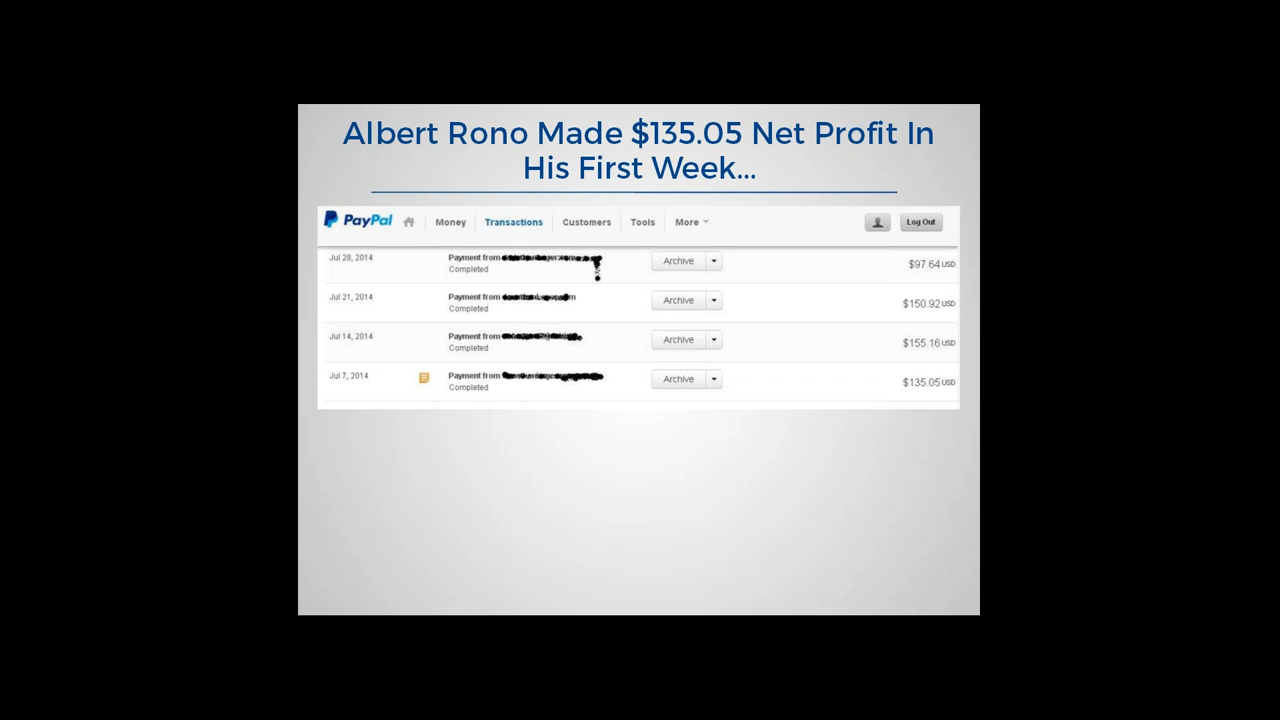 Albert Rono Made $135.05 Net Profit In
His First Week...
PayPal Money Transactions Customers Tools More Log Out
Jul 28, 2014 Payment from Archive $97.64 USD
Completed
Jul 21, 2014 Payment from Archive $150.92 USD
Completed
Jul 14, 2014 Payment from Archive $155.16 USD
Completed
Jul 7, 2014 Payment from Archive $135.05 USD
Completed